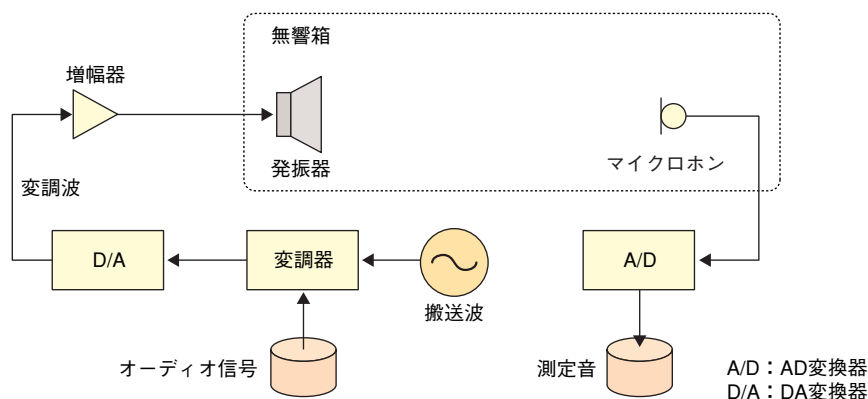 無響箱
増幅器
発振器
マイクロホン
変調波
D/A
変調器
A/D
搬送波
オーディオ信号
測定音
A/D：AD変換器
D/A：DA変換器